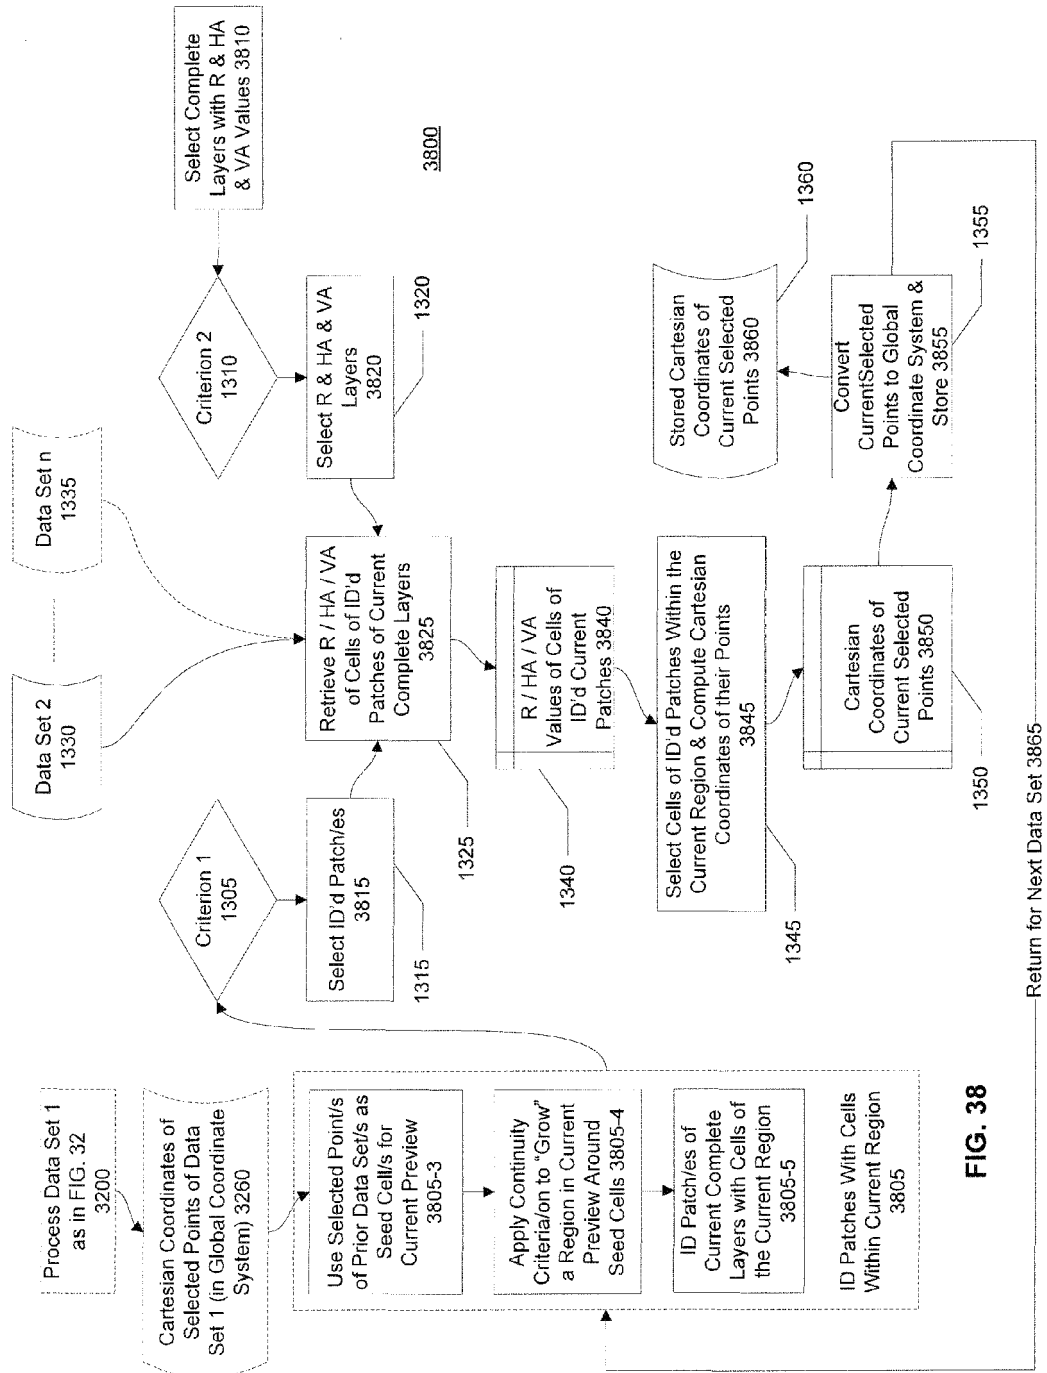 Process Data Set 1
as in FIG. 32
3200
Cartesian Coordinates of
Selected Points of Data
Set 1 (in Global Coordinate
System) 3260
Use Selected Point/s
of Prior Data Set/s as
Seed Cell/s for
Current Preview
3805-3
Apply Continuity
Criteria/on to "Grow"
a Region in Current
Preview Around
Seed Cells 3805-4
ID Patch/es of
Current Complete
Layers with Cells of
the Current Region
3805-5
ID Patches With Cells
Within Current Region
3805
Criterion 1
1305
Select ID'd Patch/es
3815
1315
Data Set 2
1330
Data Set n
1335
Select Complete
Layers with R & HA
& VA Values 3810
Criterion 2
1310
Select R & HA & VA
Layers
3820
1320
Retrieve R / HA / VA
of Cells of ID'd
Patches of Current
Complete Layers
3825
1325
R / HA / VA
Values of Cells of
ID'd Current
Patches 3840
1340
Select Cells of ID'd Patches Within the
Current Region & Compute Cartesian
Coordinates of their Points
3845
1345
Cartesian
Coordinates of
Current Selected
Points 3850
1350
Convert
CurrentSelected
Points to Global
Coordinate System &
Store 3855
1355
Stored Cartesian
Coordinates of
Current Selected
Points 3860
1360
3800
Return for Next Data Set 3865
FIG. 38